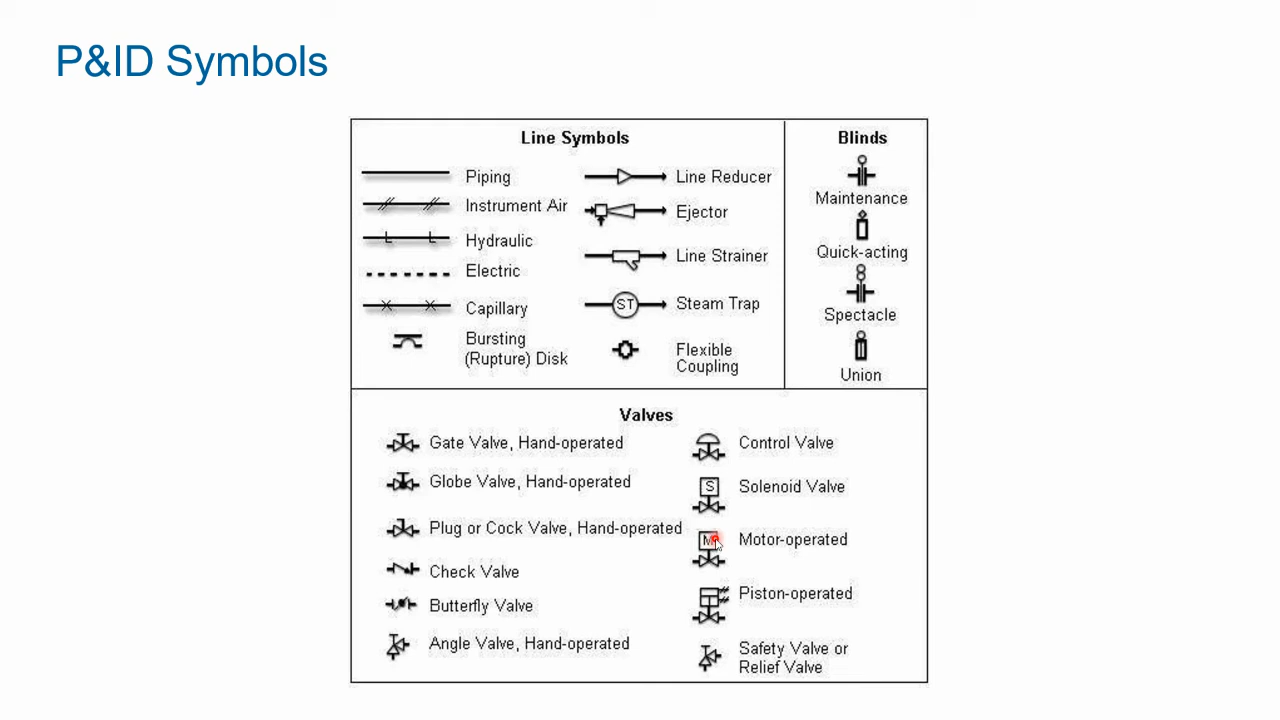 P&ID Symbols
Line Symbols
Piping
Instrument Air
Hydraulic
Electric
Capillary
Bursting
(Rupture) Disk
Line Reducer
Ejector
Line Strainer
ST
Steam Trap
Flexible
Coupling
Blinds
Maintenance
Quick-acting
Spectacle
Union
Valves
Gate Valve, Hand-operated
Globe Valve, Hand-operated
Plug or Cock Valve, Hand-operated
Check Valve
Butterfly Valve
Angle Valve, Hand-operated
Control Valve
S
Solenoid Valve
M
Motor-operated
Piston-operated
Safety Valve or
Relief Valve